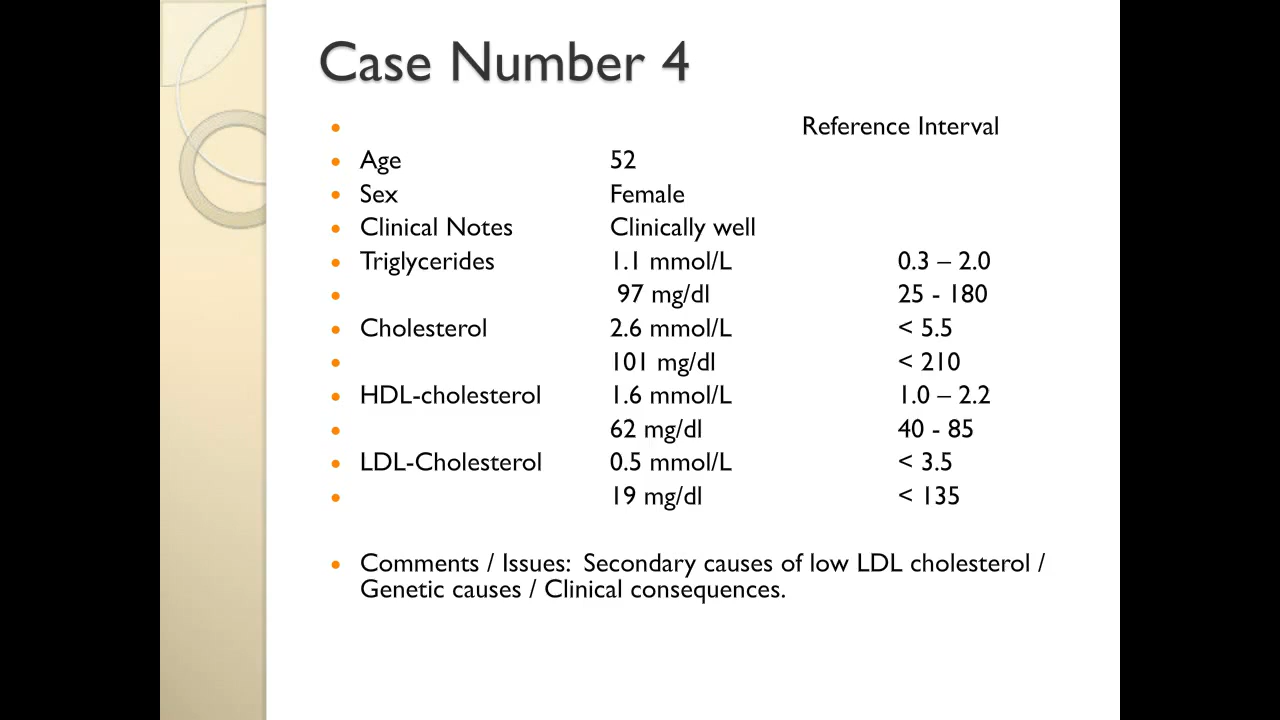 Case Number 4
Reference Interval
Age 52
Sex Female
Clinical Notes Clinically well
Triglycerides 1.1 mmol/L 0.3 – 2.0
97 mg/dl 25 - 180
Cholesterol 2.6 mmol/L < 5.5
101 mg/dl < 210
HDL-cholesterol 1.6 mmol/L 1.0 – 2.2
62 mg/dl 40 - 85
LDL-Cholesterol 0.5 mmol/L < 3.5
19 mg/dl < 135
Comments / Issues: Secondary causes of low LDL cholesterol /
Genetic causes / Clinical consequences.